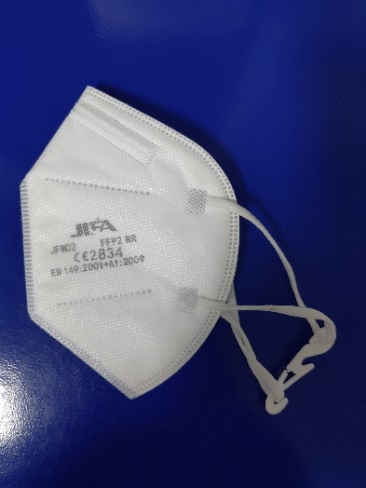 JIFA
JFM02 FFP2 NR
CE2834
EN 149:2001+A1:2009